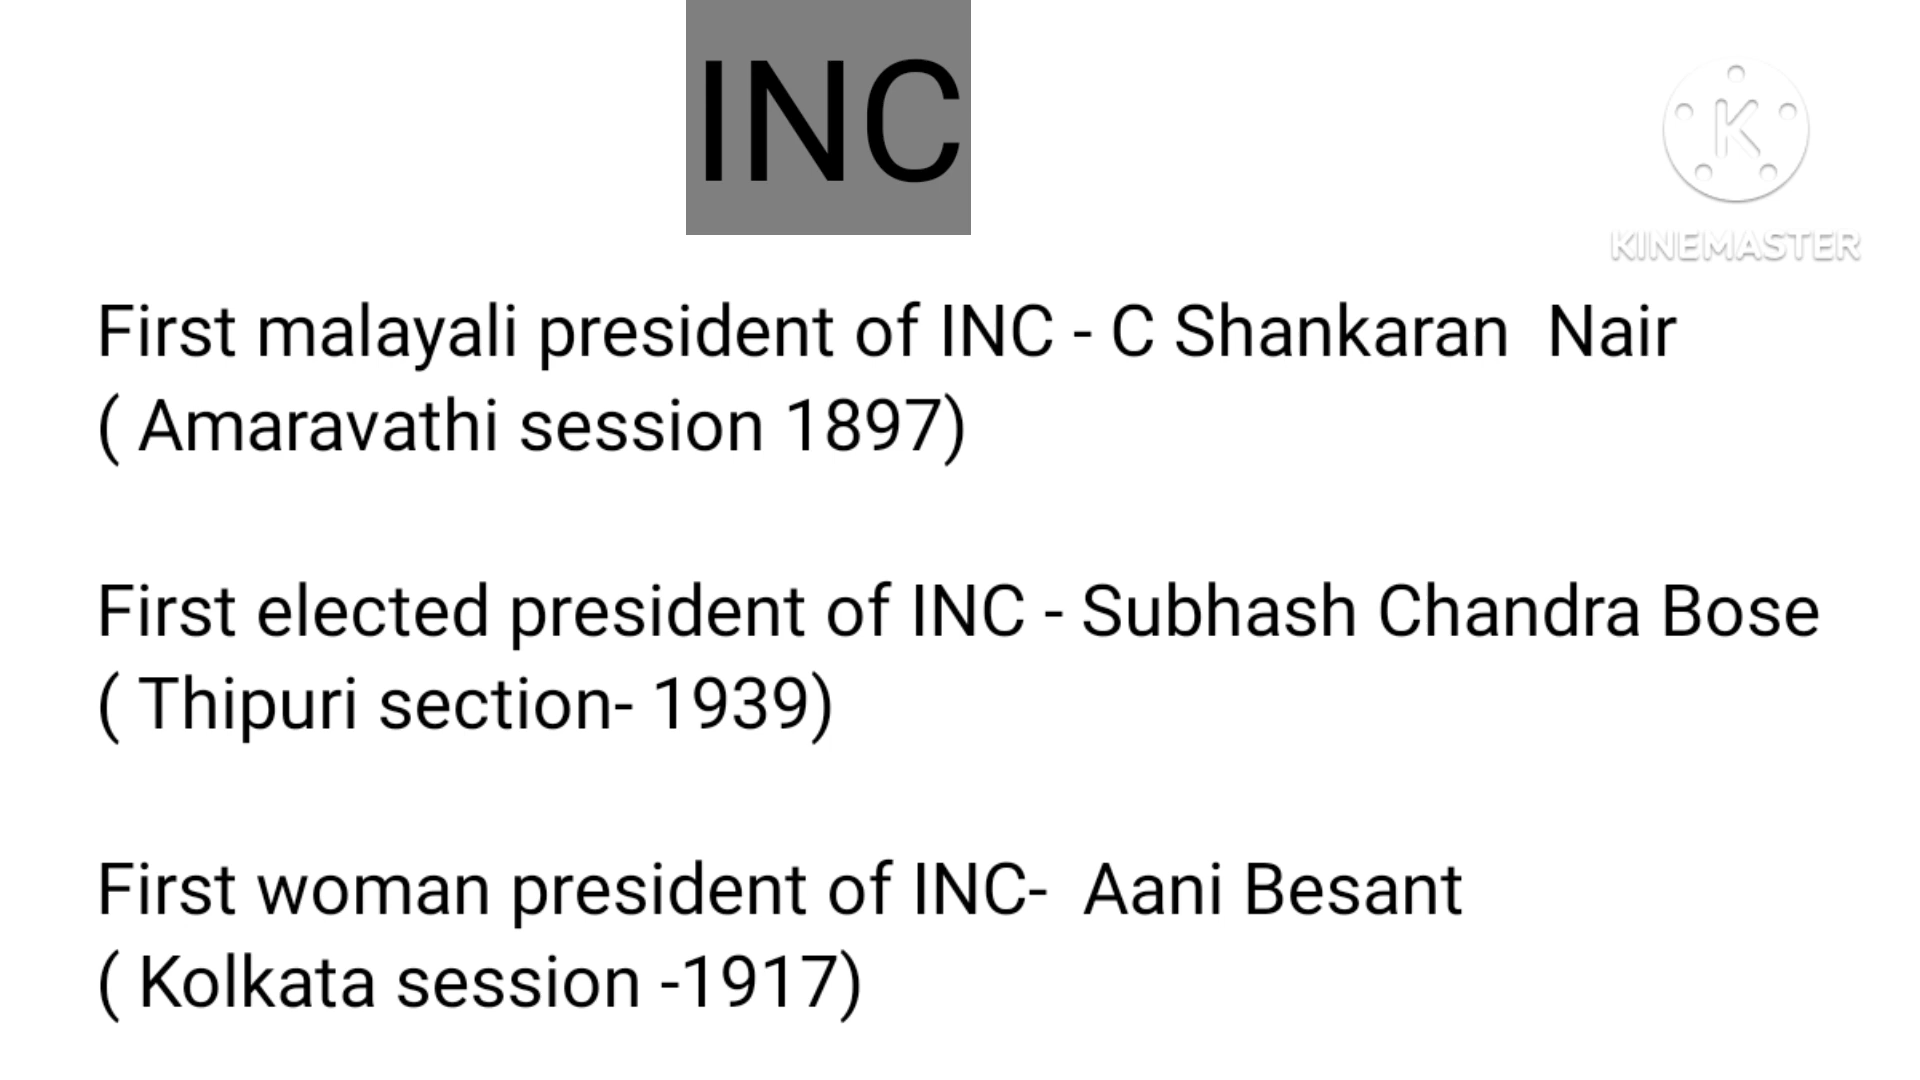 INC
K
KINEMASTER
First malayali president of INC - C Shankaran  Nair
( Amaravathi session 1897)
First elected president of INC - Subhash Chandra Bose
( Thipuri section- 1939)
First woman president of INC-  Aani Besant
( Kolkata session -1917)